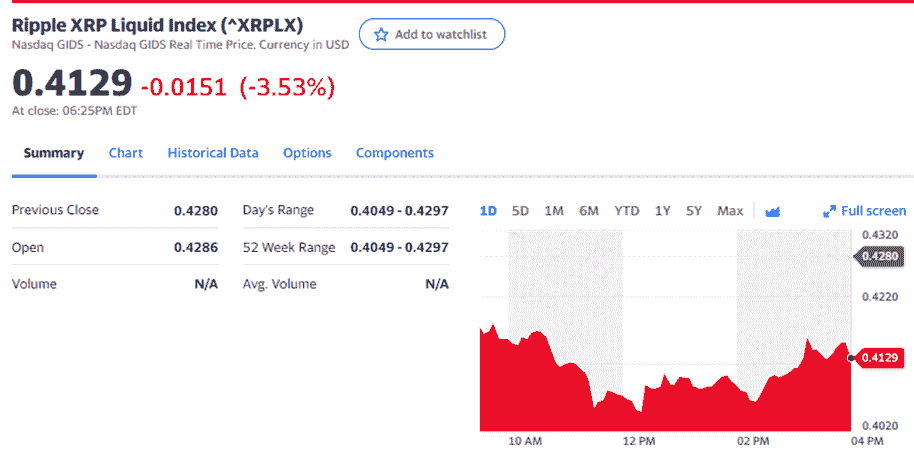 Ripple XRP Liquid Index (^XRPLX)
Nasdaq GIDS - Nasdaq GIDS Real Time Price. Currency in USD
Add to watchlist
0.4129 -0.0151 (-3.53%)
At close: 06:25PM EDT
Summary Chart Historical Data Options Components
Previous Close 0.4280
Open 0.4286
Volume N/A
Day's Range 0.4049 - 0.4297
52 Week Range 0.4049 - 0.4297
Avg. Volume N/A
1D 5D 1M 6M YTD 1Y 5Y Max Full screen
0.4320
0.4280
0.4220
0.4129
0.4020
10 AM 12 PM 02 PM 04 PM